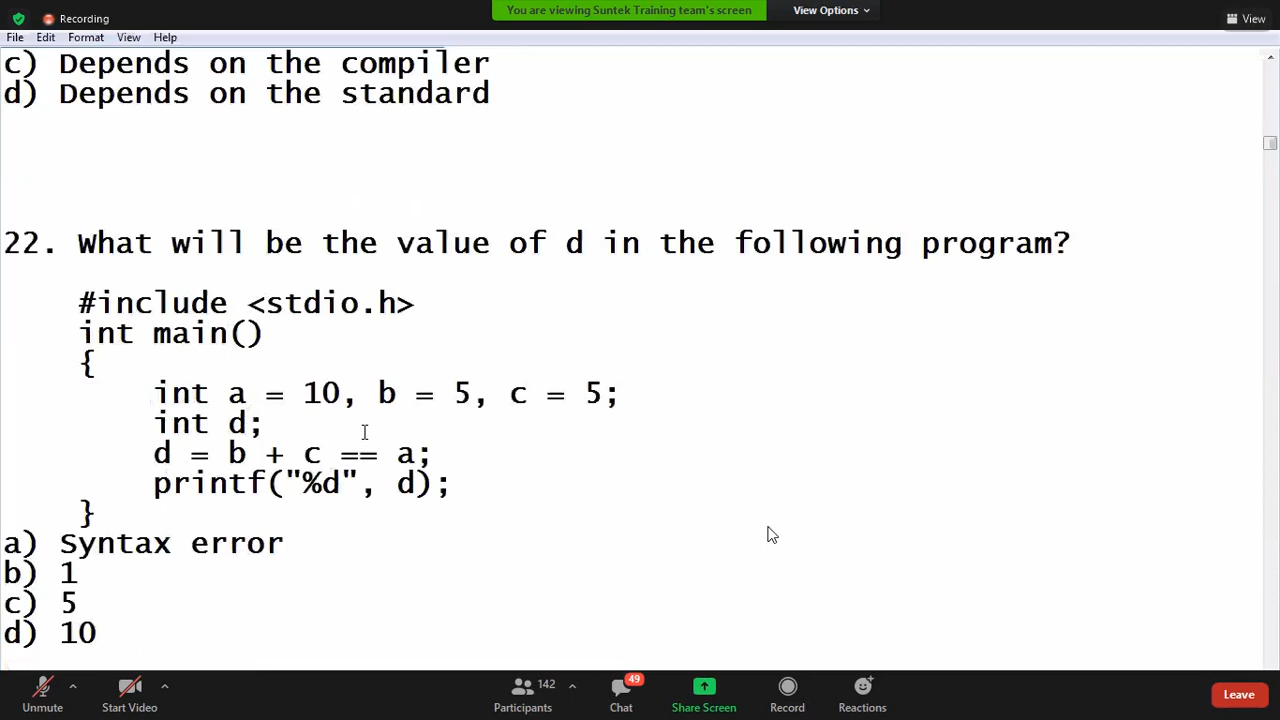 You are viewing Suntek Training team's screen
View Options
Recording
View
File Edit Format View Help
c) Depends on the compiler
d) Depends on the standard
22. What will be the value of d in the following program?
#include <stdio.h>
int main()
{
int a = 10, b = 5, c = 5;
int d;
d = b + c == a;
printf("%d", d);
}
a) Syntax error
b) 1
c) 5
d) 10
142
49
Unmute
Start Video
Participants
Chat
Share Screen
Record
Reactions
Leave